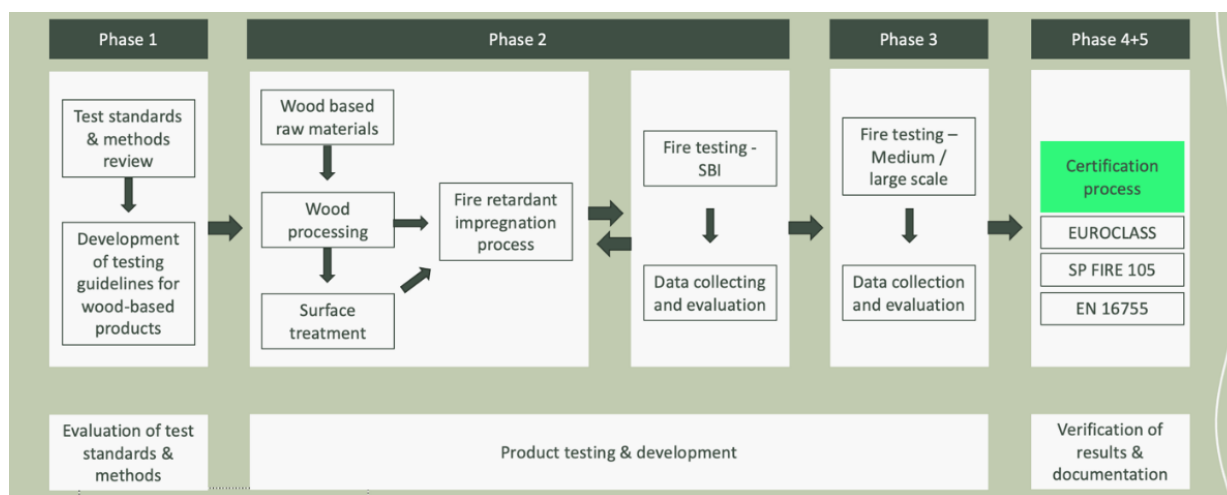 Phase 1
Phase 2
Phase 3
Phase 4+5
Test standards
& methods
review
Development
of testing
guidelines for
wood-based
products
Wood based
raw materials
Wood
processing
Surface
treatment
Fire retardant
impregnation
process
Fire testing -
SBI
Data collecting
and evaluation
Fire testing –
Medium /
large scale
Data collection
and evaluation
Certification
process
EUROCLASS
SP FIRE 105
EN 16755
Evaluation of test
standards &
methods
Product testing & development
Verification of
results &
documentation